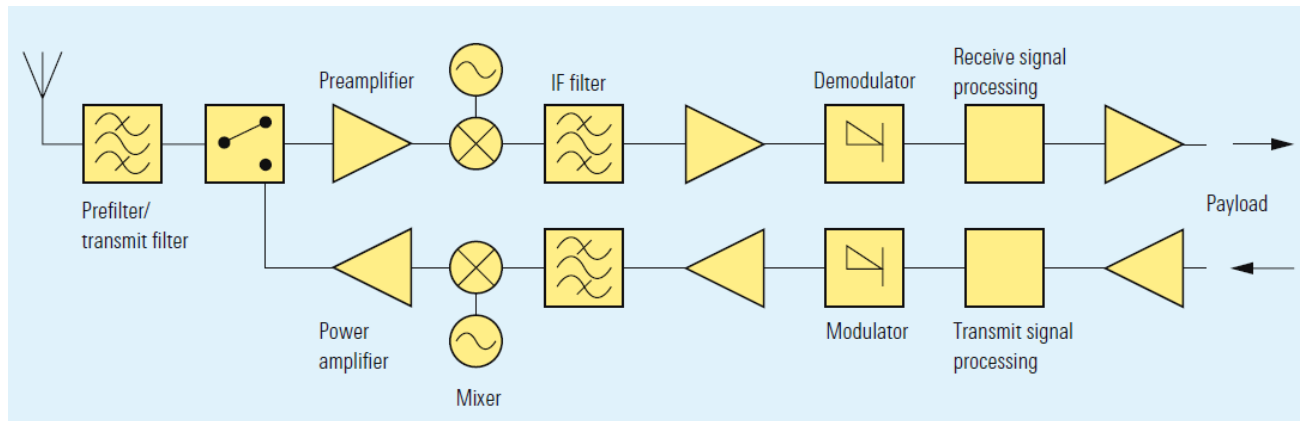 Preamplifier
IF filter
Demodulator
Receive signal
processing
Prefilter/
transmit filter
Payload
Power
amplifier
Mixer
Modulator
Transmit signal
processing